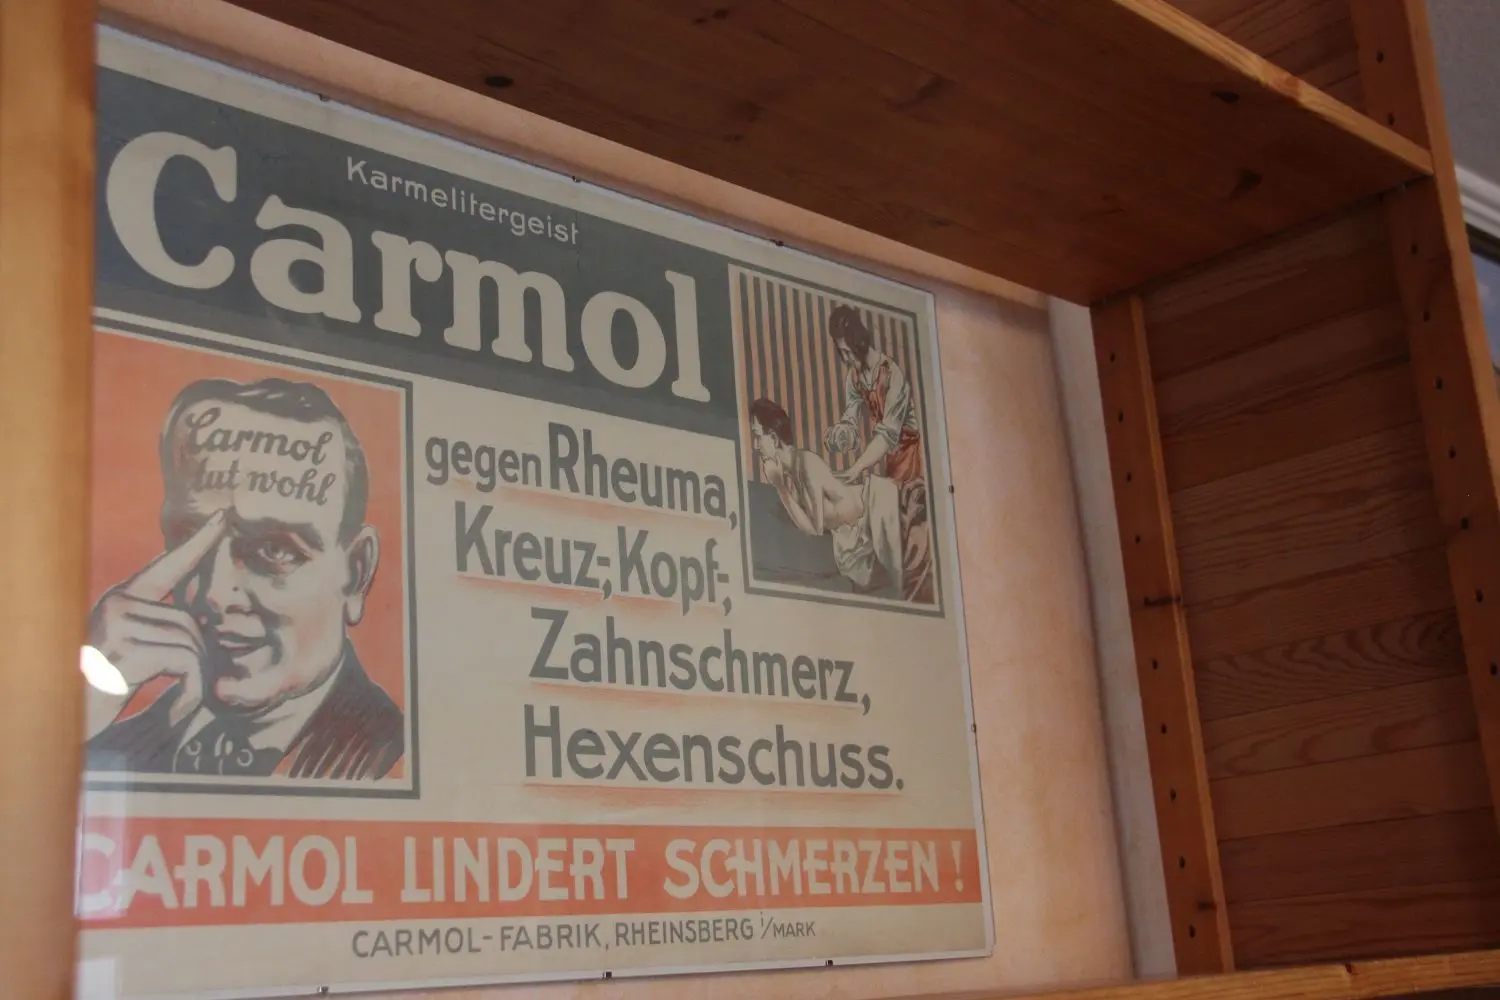 Karmelitergeist
Carmol
Carmol
tut wohl
gegen Rheuma,
Kreuz-, Kopf-,
Zahnschmerz,
Hexenschuss.
CARMOL LINDERT SCHMERZEN!
CARMOL-FABRIK, RHEINSBERG i/MARK